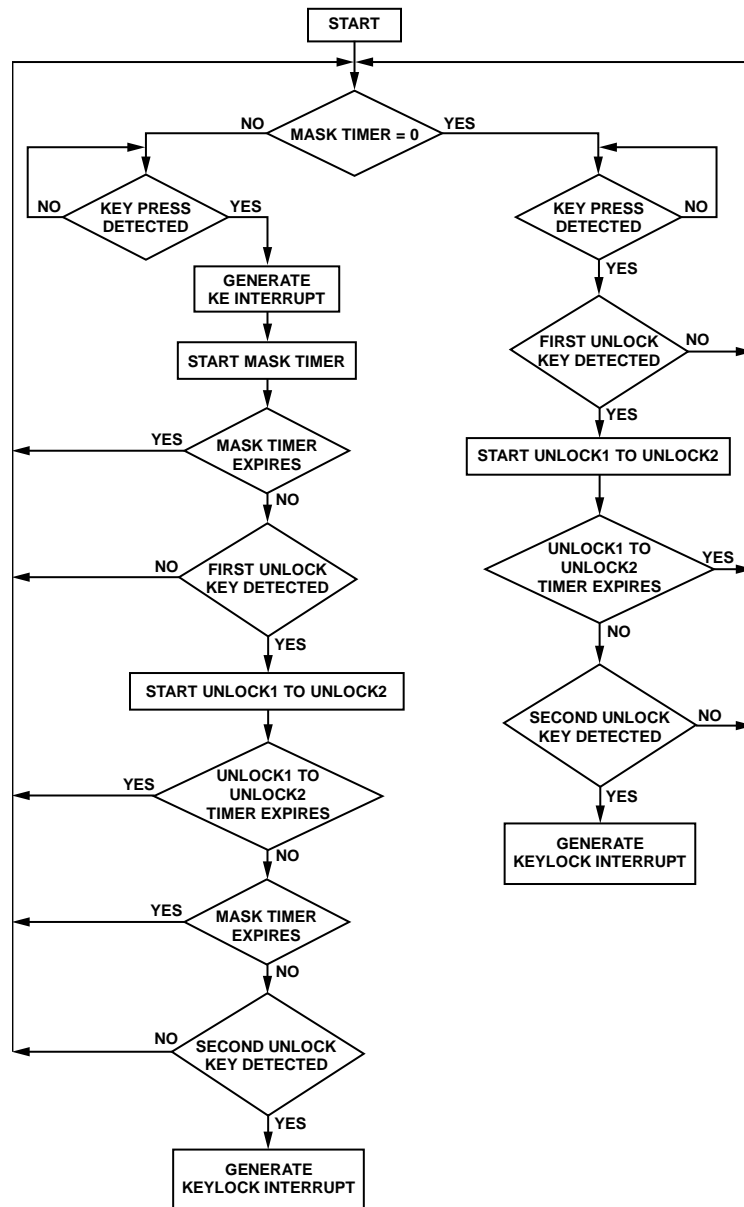 START
MASK TIMER = 0
NO
YES
KEY PRESS
DETECTED
NO
YES
GENERATE
KE INTERRUPT
START MASK TIMER
MASK TIMER
EXPIRES
YES
NO
FIRST UNLOCK
KEY DETECTED
NO
YES
START UNLOCK1 TO UNLOCK2
UNLOCK1 TO
UNLOCK2
TIMER EXPIRES
YES
NO
MASK TIMER
EXPIRES
YES
NO
SECOND UNLOCK
KEY DETECTED
NO
YES
GENERATE
KEYLOCK INTERRUPT
KEY PRESS
DETECTED
NO
YES
FIRST UNLOCK
KEY DETECTED
NO
YES
START UNLOCK1 TO UNLOCK2
UNLOCK1 TO
UNLOCK2
TIMER EXPIRES
YES
NO
SECOND UNLOCK
KEY DETECTED
NO
YES
GENERATE
KEYLOCK INTERRUPT